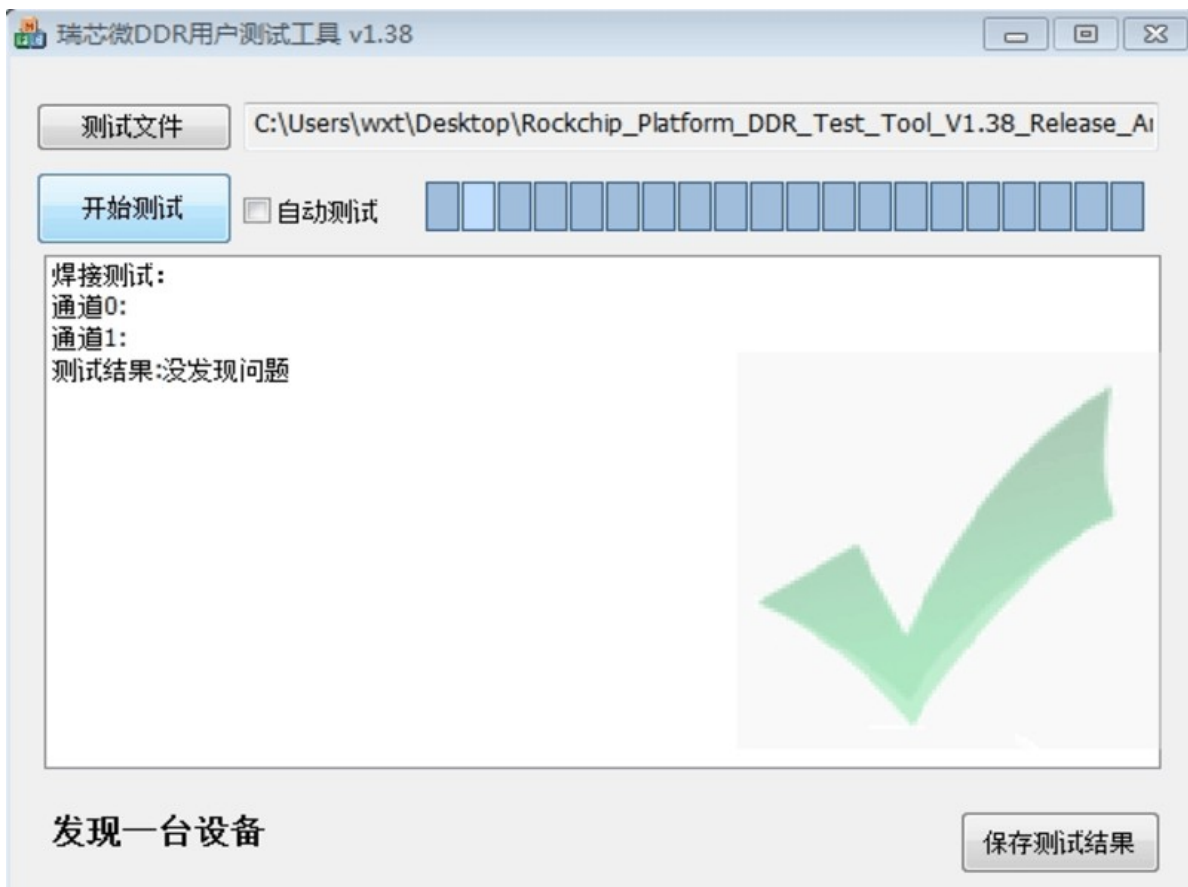 瑞芯微DDR用户测试工具 v1.38
测试文件
C:\Users\wxt\Desktop\Rockchip_Platform_DDR_Test_Tool_V1.38_Release_A
开始测试
自动测试
焊接测试:
通道0:
通道1:
测试结果:没发现问题
发现一台设备
保存测试结果